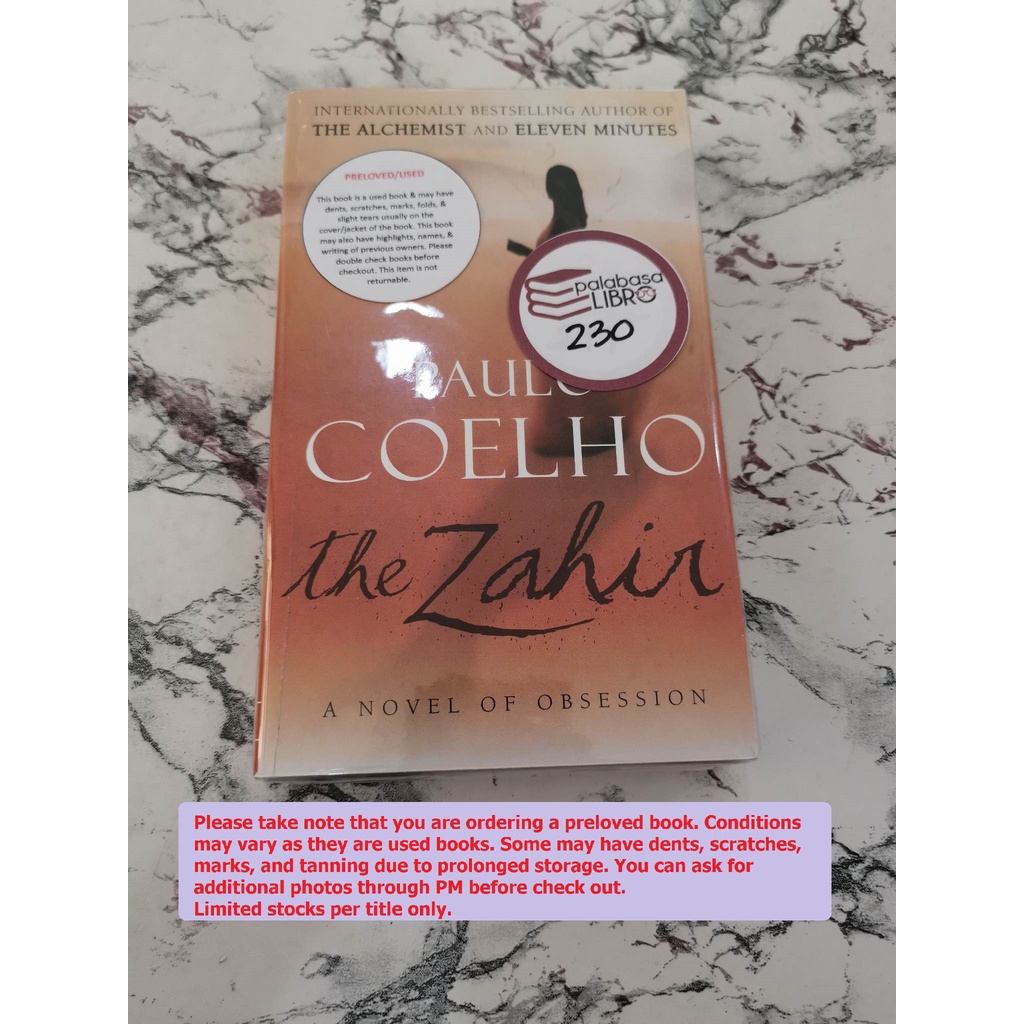 INTERNATIONALLY BESTSELLING AUTHOR OF
THE ALCHEMIST AND ELEVEN MINUTES
PRELOVED/USED
This book is a used book & may have
dents, scratches, marks, folds, &
slight tears usually on the
cover/jacket of the book. This book
may also have highlights, names, &
writing of previous owners. Please
double check books before
checkout. This item is not
returnable.
palabasa
LIBRO
230
PAULO
COELHO
the Zahir
A NOVEL OF OBSESSION
Please take note that you are ordering a preloved book. Conditions
may vary as they are used books. Some may have dents, scratches,
marks, and tanning due to prolonged storage. You can ask for
additional photos through PM before check out.
Limited stocks per title only.